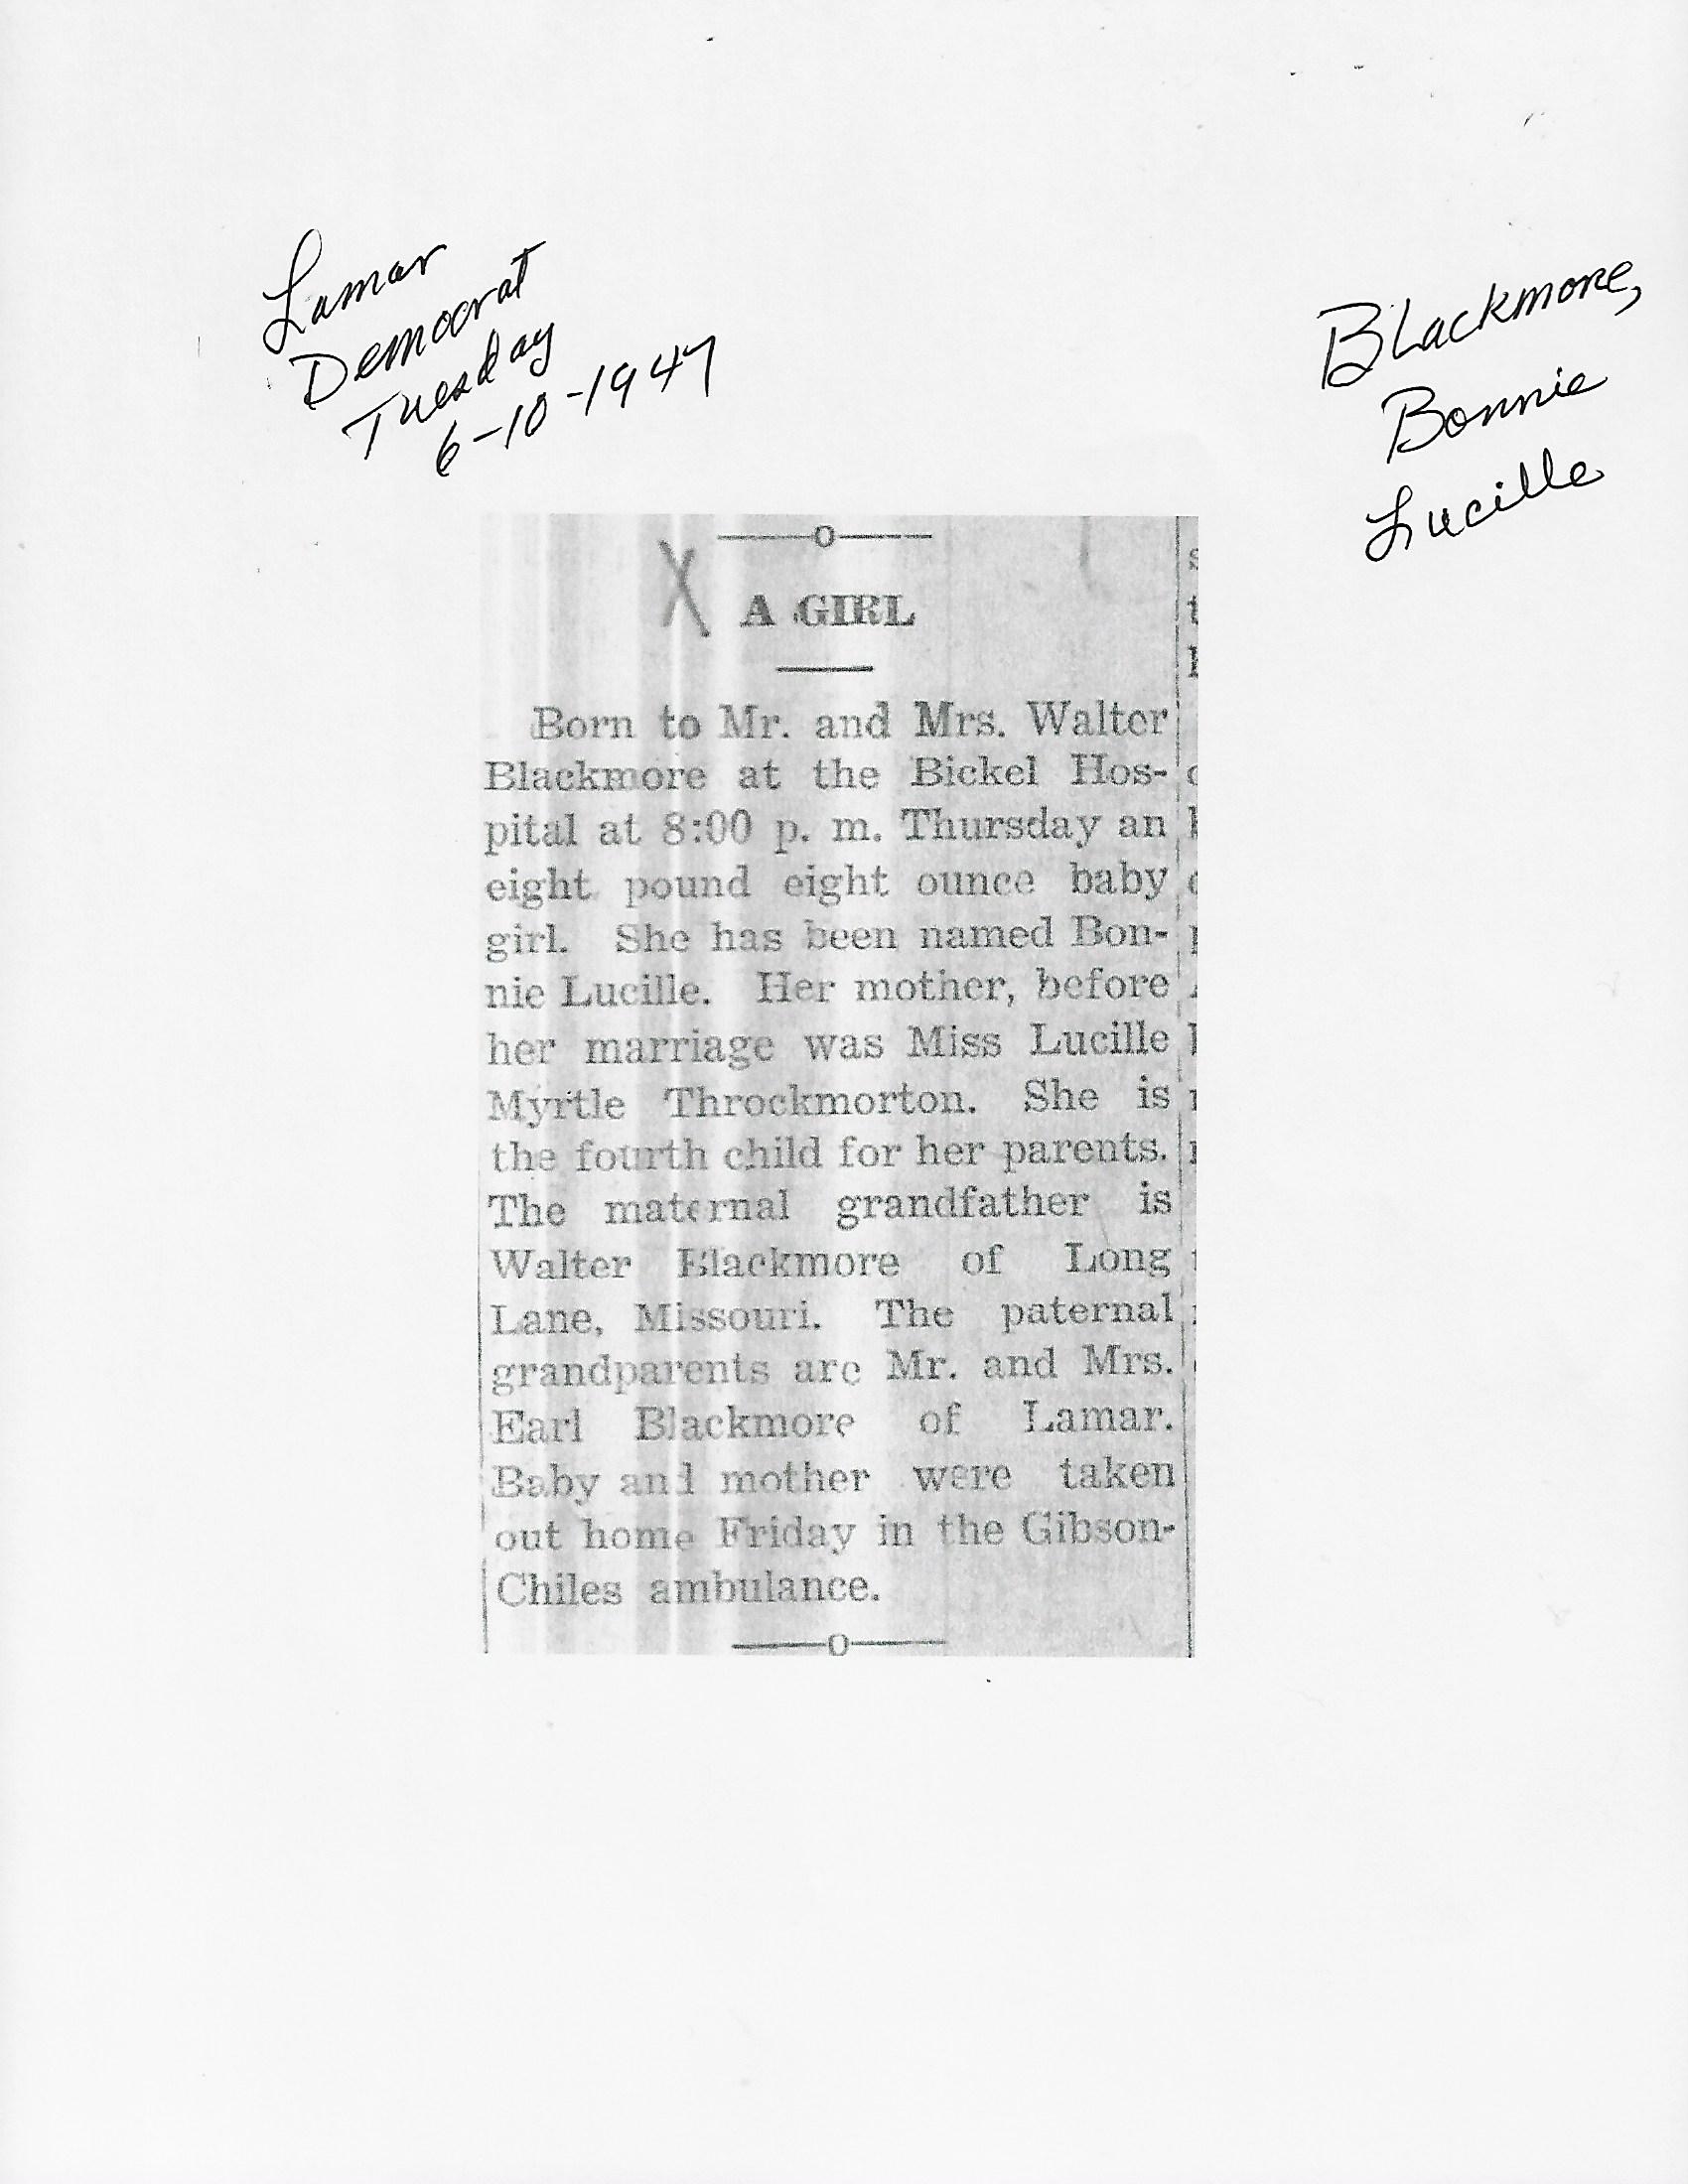 Lamar
Democrat
Tuesday
6-10-1947
Blackmore,
Bonnie
Lucille
X
A GIRL
Born to Mr. and Mrs. Walter
Blackmore at the Bickel Hos-
pital at 8:00 p. m. Thursday an
eight pound eight ounce baby
girl. She has been named Bon-
nie Lucille. Her mother, before
her marriage was Miss Lucille
Myrtle Throckmorton. She is
the fourth child for her parents.
The maternal grandfather is
Walter Blackmore of Long
Lane, Missouri. The paternal
grandparents are Mr. and Mrs.
Earl Blackmore of Lamar.
Baby and mother were taken
out home Friday in the Gibson-
Chiles ambulance.